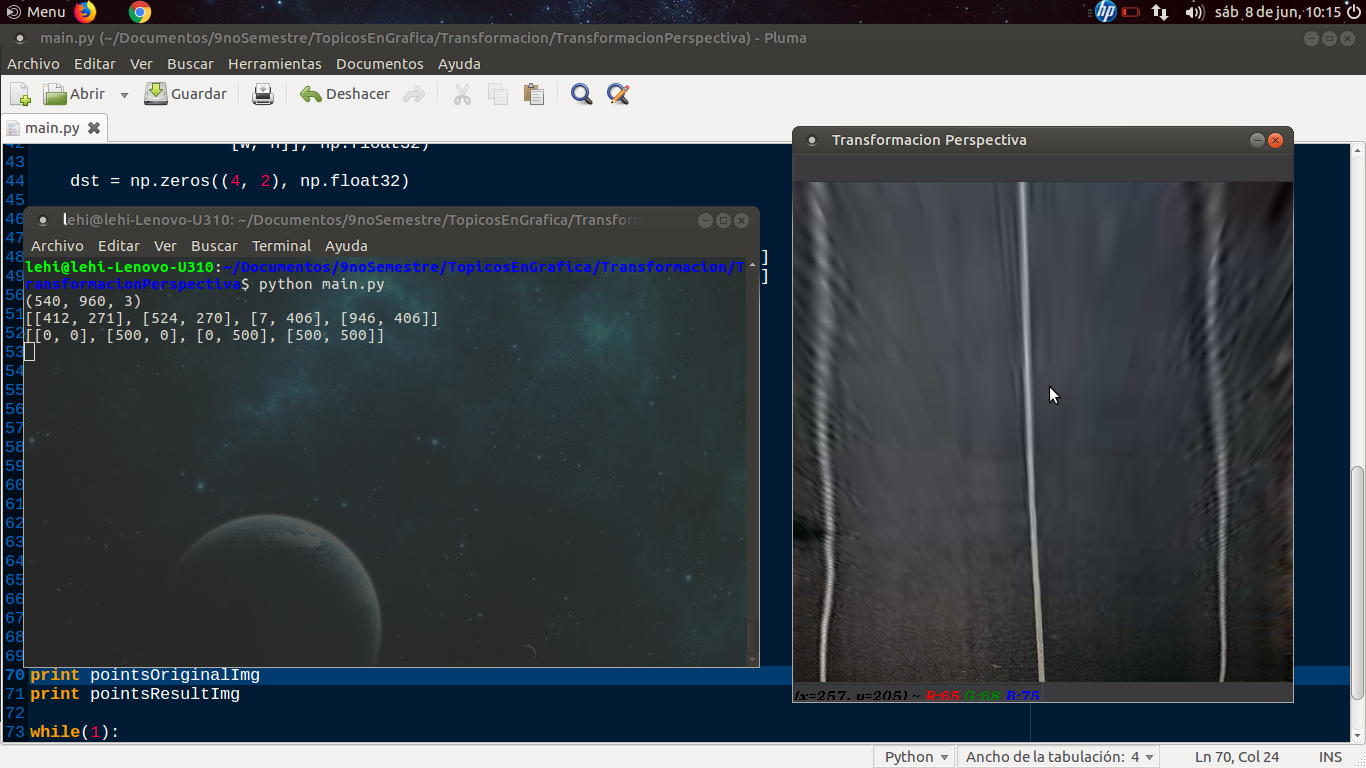 Menu
sáb 8 de jun, 10:15
main.py (~/Documentos/9noSemestre/TopicosEnGrafica/Transformacion/TransformacionPerspectiva) - Pluma
Archivo Editar Ver Buscar Herramientas Documentos Ayuda
Abrir Guardar Deshacer
main.py
42 [w, h]], np.float32)
43
44 dst = np.zeros((4, 2), np.float32)
45
46
47
48 ]
49 ]
50
51
52
53
54
55
56
57
58
59
60
61
62
63
64
65
66
67
68
69
70 print pointsOriginalImg
71 print pointsResultImg
72
73 while(1):
lehi@lehi-Lenovo-U310: ~/Documentos/9noSemestre/TopicosEnGrafica/Transform
Archivo Editar Ver Buscar Terminal Ayuda
lehi@lehi-Lenovo-U310:~/Documentos/9noSemestre/TopicosEnGrafica/Transformacion/T
ransformacionPerspectiva$ python main.py
(540, 960, 3)
[[412, 271], [524, 270], [7, 406], [946, 406]]
[[0, 0], [500, 0], [0, 500], [500, 500]]
Transformacion Perspectiva
(x=257, y=205) ~ R:65 G:68 B:75
Python Ancho de la tabulación: 4 Ln 70, Col 24 INS